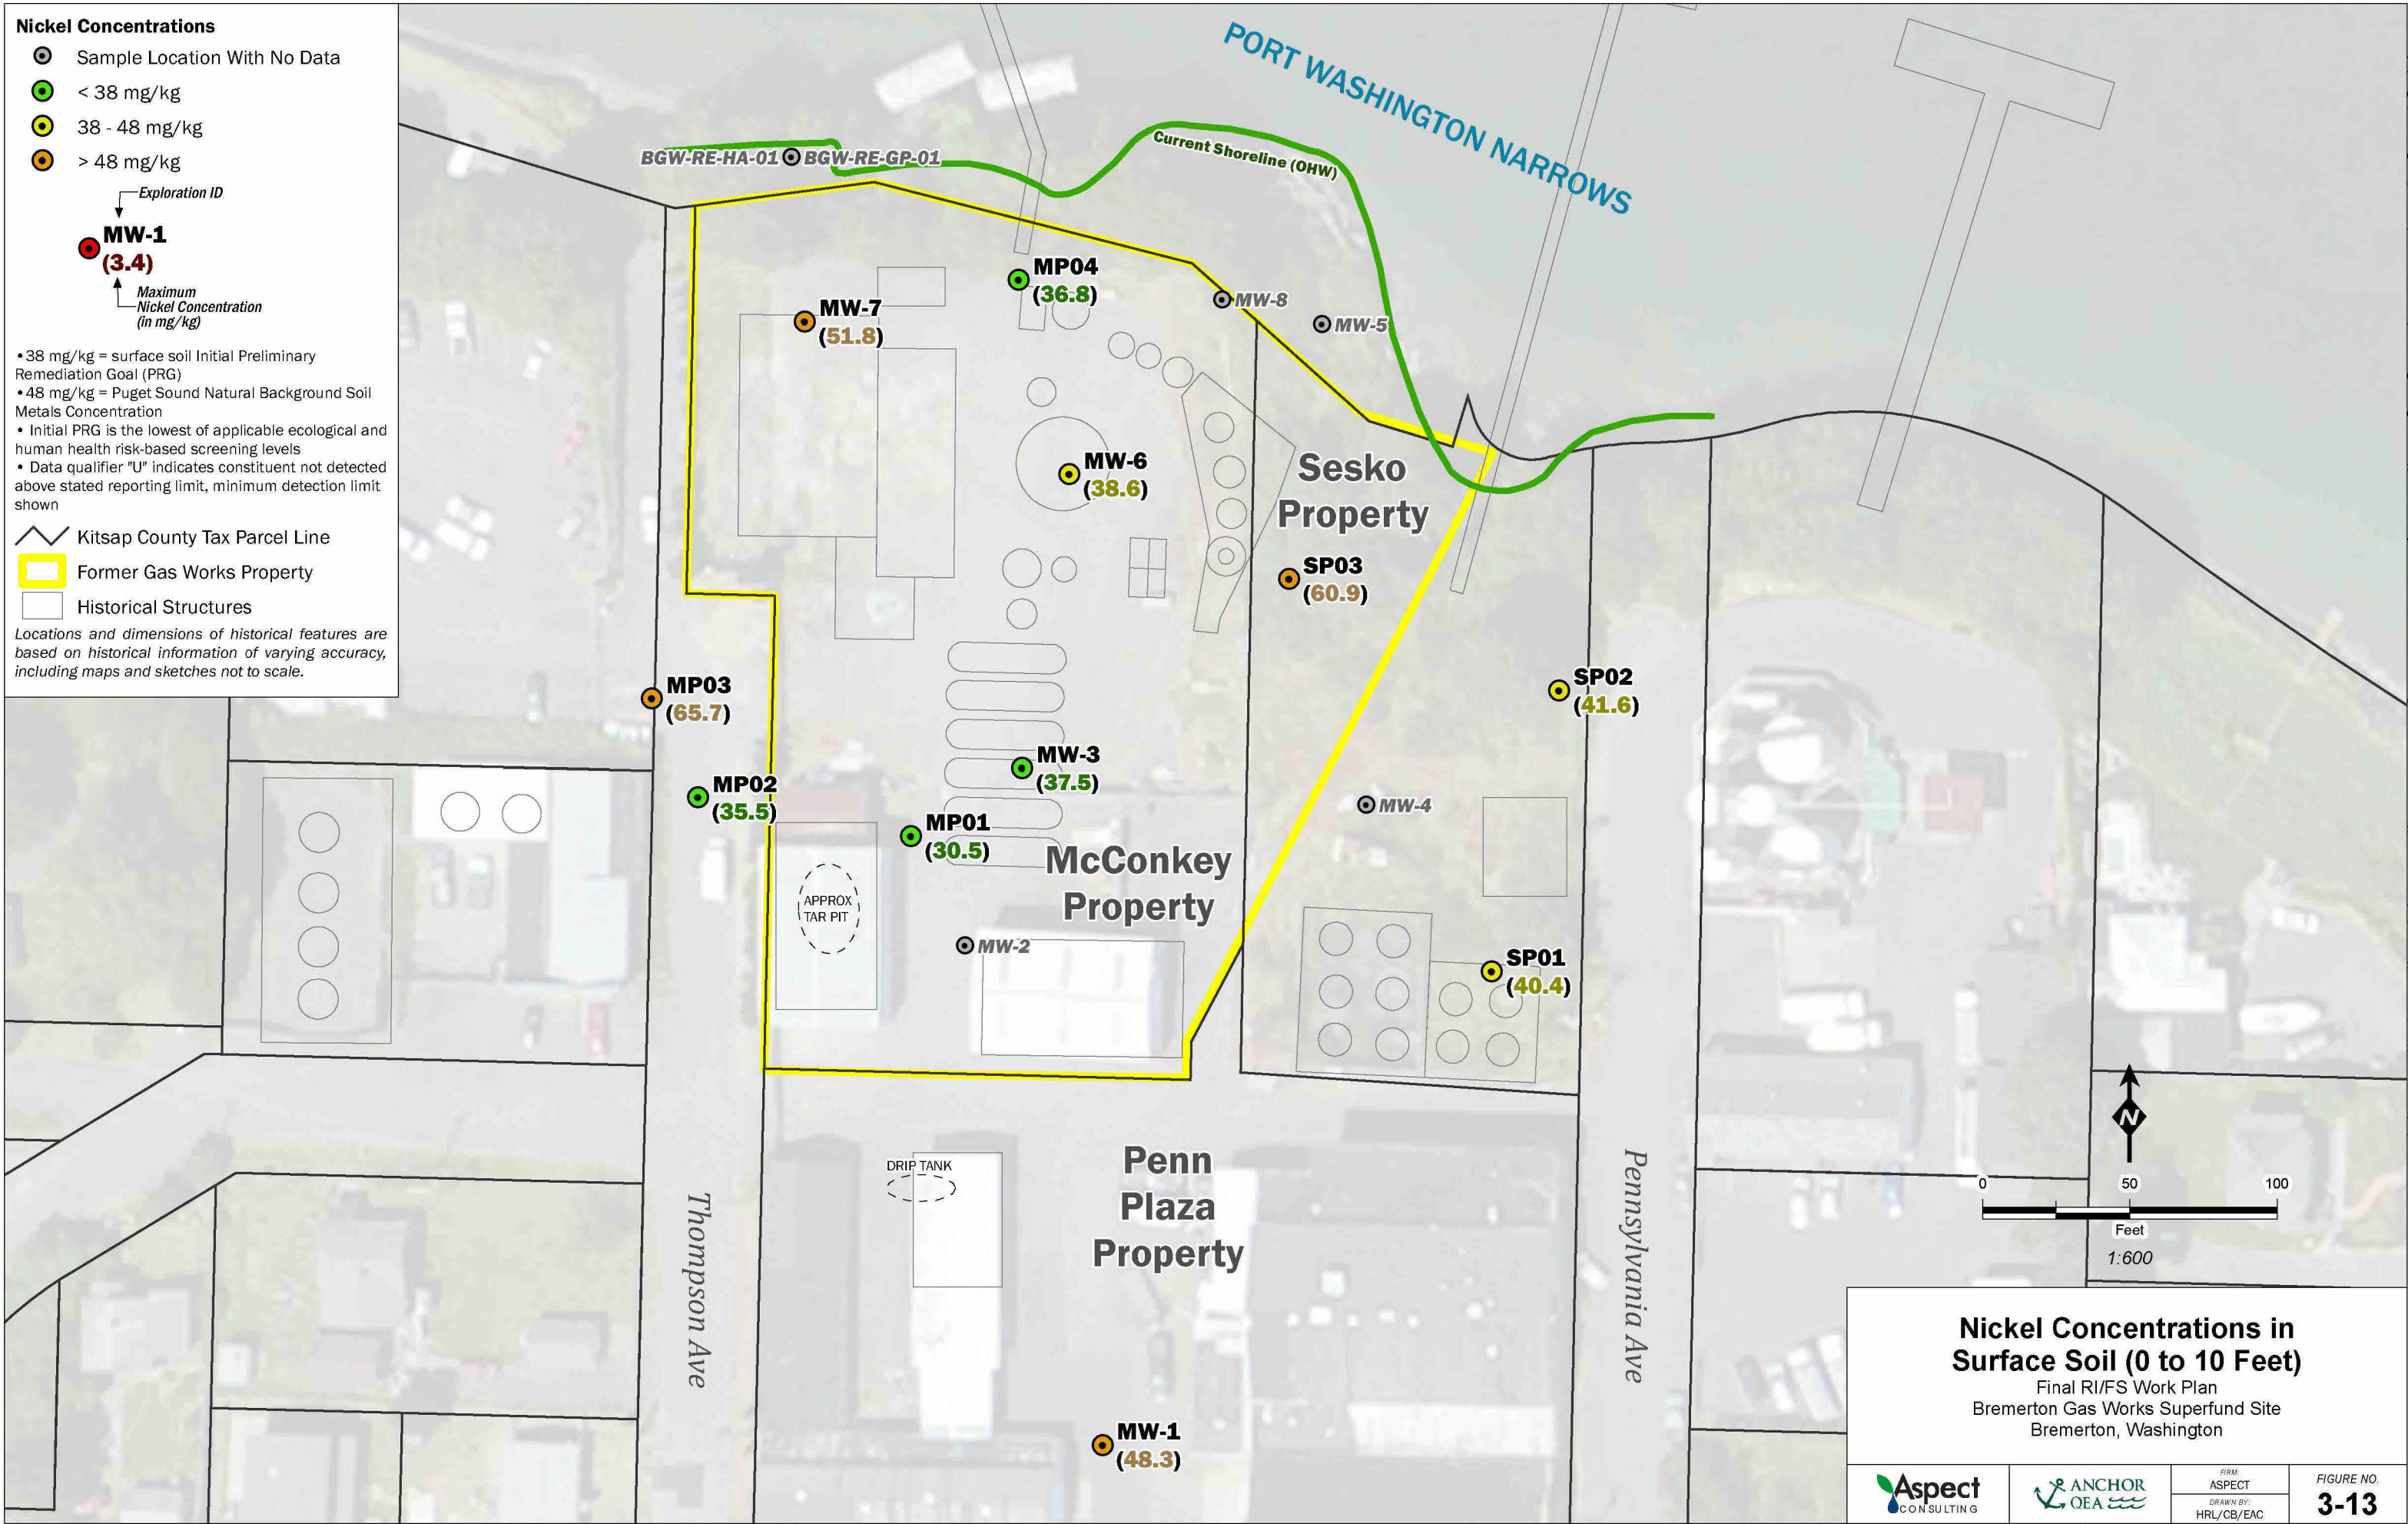 Nickel Concentrations
Sample Location With No Data
< 38 mg/kg
38 - 48 mg/kg
> 48 mg/kg
Exploration ID
MW-1
(3.4)
Maximum
Nickel Concentration
(in mg/kg)
•38 mg/kg = surface soil Initial Preliminary
Remediation Goal (PRG)
•48 mg/kg = Puget Sound Natural Background Soil
Metals Concentration
• Initial PRG is the lowest of applicable ecological and
human health risk-based screening levels
• Data qualifier "U" indicates constituent not detected
above stated reporting limit, minimum detection limit
shown
Kitsap County Tax Parcel Line
Former Gas Works Property
Historical Structures
Locations and dimensions of historical features are
based on historical information of varying accuracy,
including maps and sketches not to scale.
PORT WASHINGTON NARROWS
Current Shoreline (OHW)
BGW-RE-HA-01
BGW-RE-GP-01
MP04
(36.8)
MW-8
MW-5
MW-7
(51.8)
MW-6
(38.6)
Sesko
Property
SP03
(60.9)
MP03
(65.7)
SP02
(41.6)
MW-3
(37.5)
MP02
(35.5)
MW-4
MP01
(30.5)
McConkey
Property
APPROX
TAR PIT
MW-2
SP01
(40.4)
DRIP TANK
Penn
Plaza
Property
Thompson Ave
Pennsylvania Ave
MW-1
(48.3)
N
0 50 100
Feet
1:600
Nickel Concentrations in
Surface Soil (0 to 10 Feet)
Final RI/FS Work Plan
Bremerton Gas Works Superfund Site
Bremerton, Washington
Aspect
CONSULTING
ANCHOR
QEA
FIRM:
ASPECT
DRAWN BY:
HRL/CB/EAC
FIGURE NO.
3-13